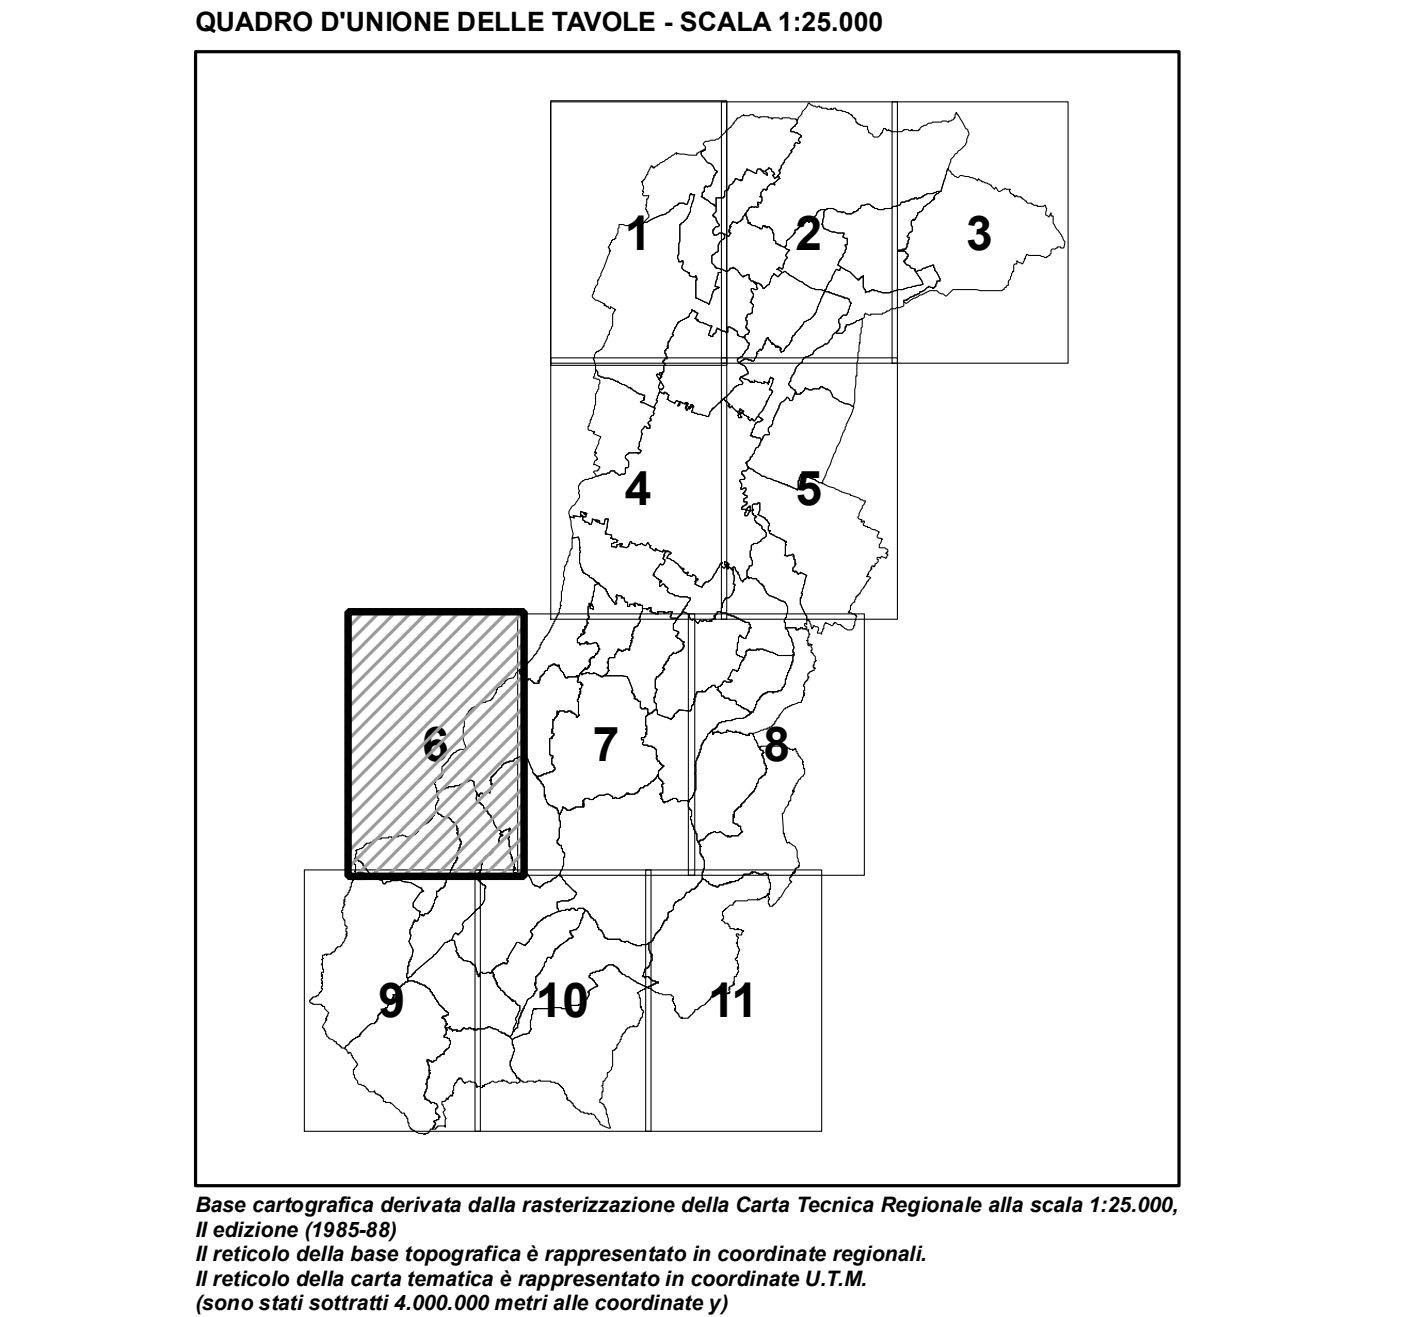 QUADRO D'UNIONE DELLE TAVOLE - SCALA 1:25.000
1
2
3
4
5
6
7
8
9
10
11
Base cartografica derivata dalla rasterizzazione della Carta Tecnica Regionale alla scala 1:25.000,
II edizione (1985-88)
Il reticolo della base topografica è rappresentato in coordinate regionali.
Il reticolo della carta tematica è rappresentato in coordinate U.T.M.
(sono stati sottratti 4.000.000 metri alle coordinate y)